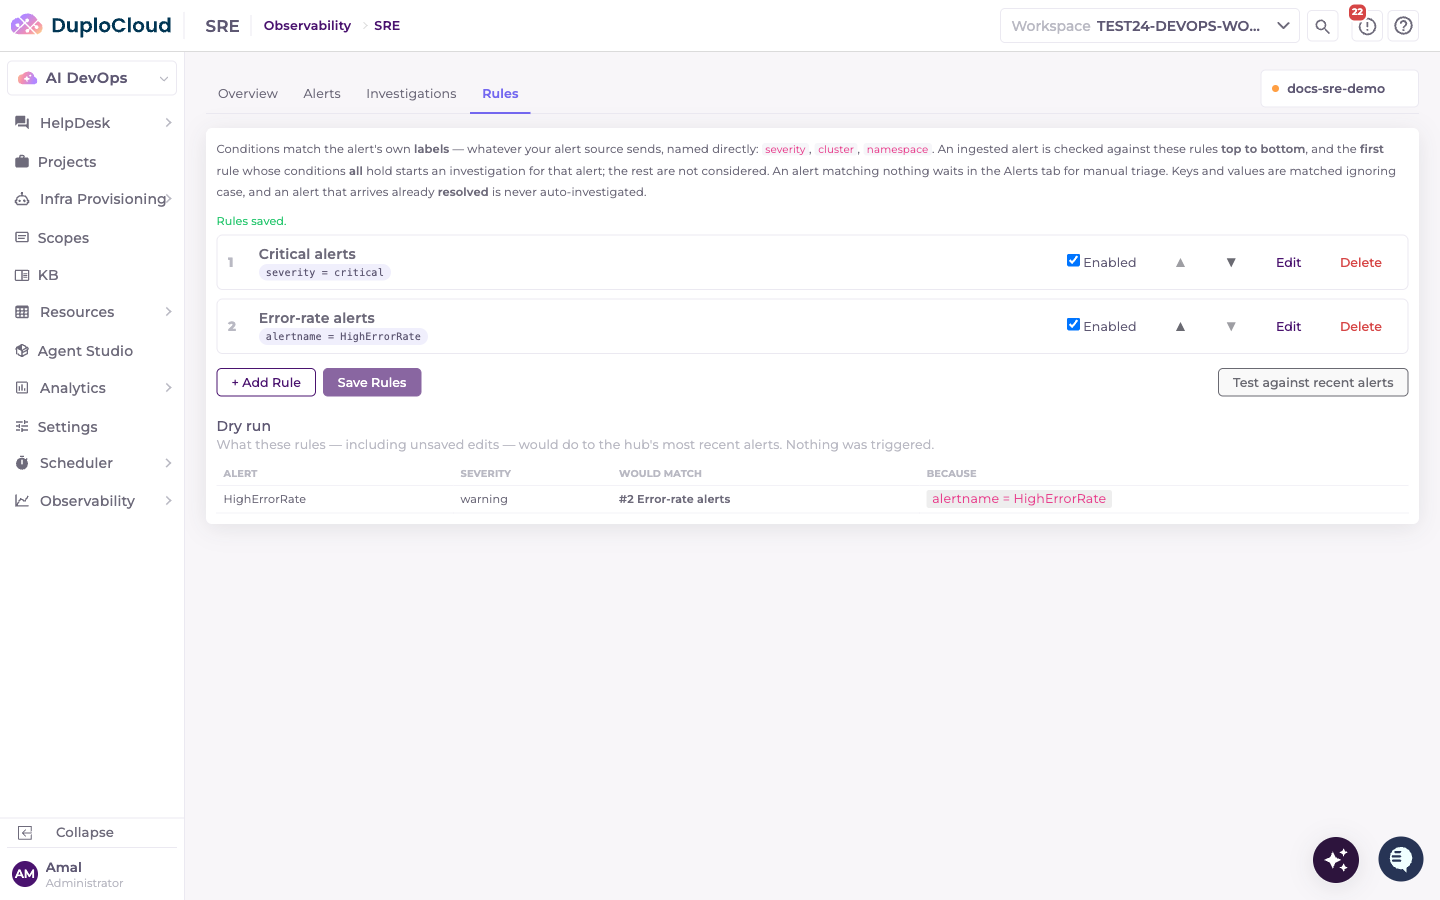 DuploCloud
SRE
Observability > SRE
Workspace TEST24-DEVOPS-WO...
22
AI DevOps
HelpDesk
Projects
Infra Provisioning
Scopes
KB
Resources
Agent Studio
Analytics
Settings
Scheduler
Observability
Collapse
AM
Amal
Administrator
Overview Alerts Investigations Rules
docs-sre-demo
Conditions match the alert's own labels — whatever your alert source sends, named directly: severity, cluster, namespace. An ingested alert is checked against these rules top to bottom, and the first
rule whose conditions all hold starts an investigation for that alert; the rest are not considered. An alert matching nothing waits in the Alerts tab for manual triage. Keys and values are matched ignoring
case, and an alert that arrives already resolved is never auto-investigated.
Rules saved.
1 Critical alerts Enabled ▲ ▼ Edit Delete
severity = critical
2 Error-rate alerts Enabled ▲ ▼ Edit Delete
alertname = HighErrorRate
+ Add Rule Save Rules Test against recent alerts
Dry run
What these rules — including unsaved edits — would do to the hub's most recent alerts. Nothing was triggered.
ALERT SEVERITY WOULD MATCH BECAUSE
HighErrorRate warning #2 Error-rate alerts alertname = HighErrorRate